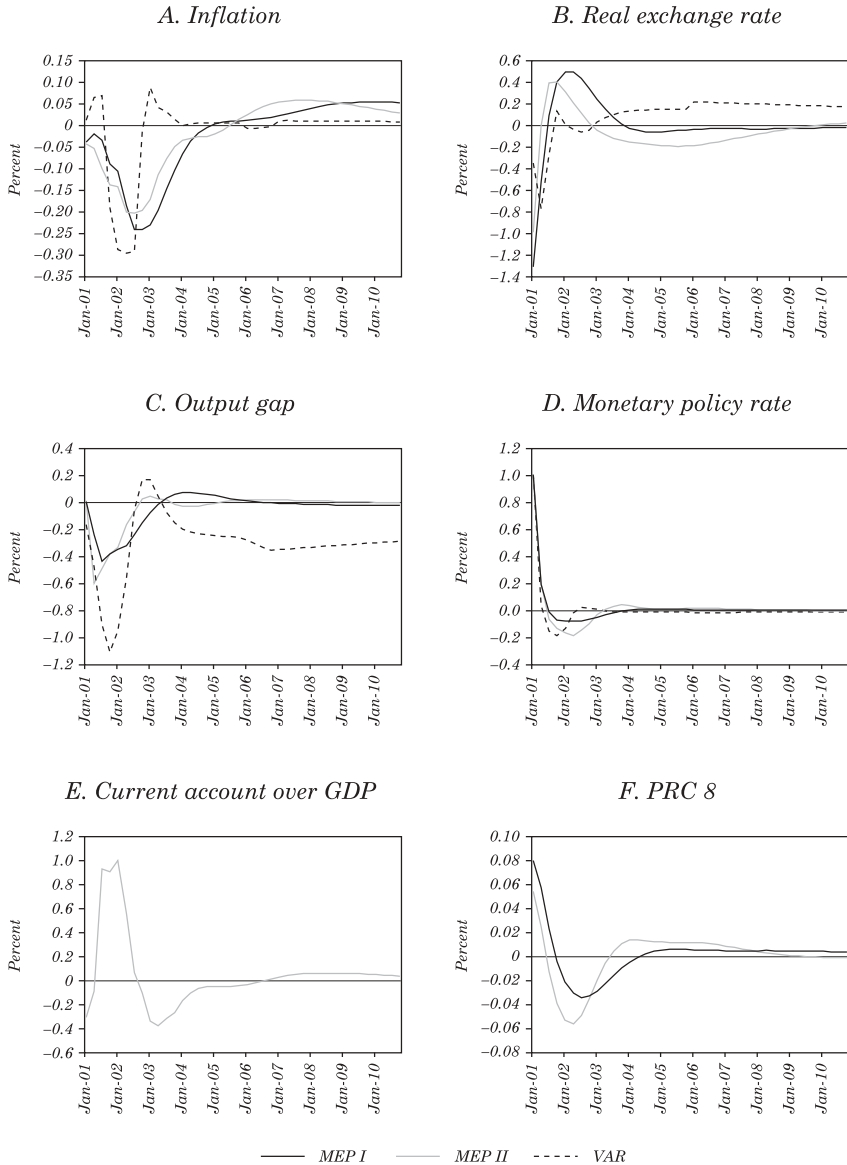 A. Inflation
B. Real exchange rate
0.15
0.10
0.05
0
–0.05
–0.10
–0.15
–0.20
–0.25
–0.30
–0.35
Percent
Jan-01
Jan-02
Jan-03
Jan-04
Jan-05
Jan-06
Jan-07
Jan-08
Jan-09
Jan-10
0.6
0.4
0.2
0
–0.2
–0.4
–0.6
–0.8
–1.0
–1.2
–1.4
Percent
Jan-01
Jan-02
Jan-03
Jan-04
Jan-05
Jan-06
Jan-07
Jan-08
Jan-09
Jan-10
C. Output gap
D. Monetary policy rate
0.4
0.2
0
–0.2
–0.4
–0.6
–0.8
–1.0
–1.2
Percent
Jan-01
Jan-02
Jan-03
Jan-04
Jan-05
Jan-06
Jan-07
Jan-08
Jan-09
Jan-10
1.2
1.0
0.8
0.6
0.4
0.2
0.0
–0.2
–0.4
Percent
Jan-01
Jan-02
Jan-03
Jan-04
Jan-05
Jan-06
Jan-07
Jan-08
Jan-09
Jan-10
E. Current account over GDP
F. PRC 8
1.2
1.0
0.8
0.6
0.4
0.2
0
–0.2
–0.4
–0.6
Percent
Jan-01
Jan-02
Jan-03
Jan-04
Jan-05
Jan-06
Jan-07
Jan-08
Jan-09
Jan-10
0.10
0.08
0.06
0.04
0.02
0
–0.02
–0.04
–0.06
–0.08
Percent
Jan-01
Jan-02
Jan-03
Jan-04
Jan-05
Jan-06
Jan-07
Jan-08
Jan-09
Jan-10
MEP I MEP II VAR